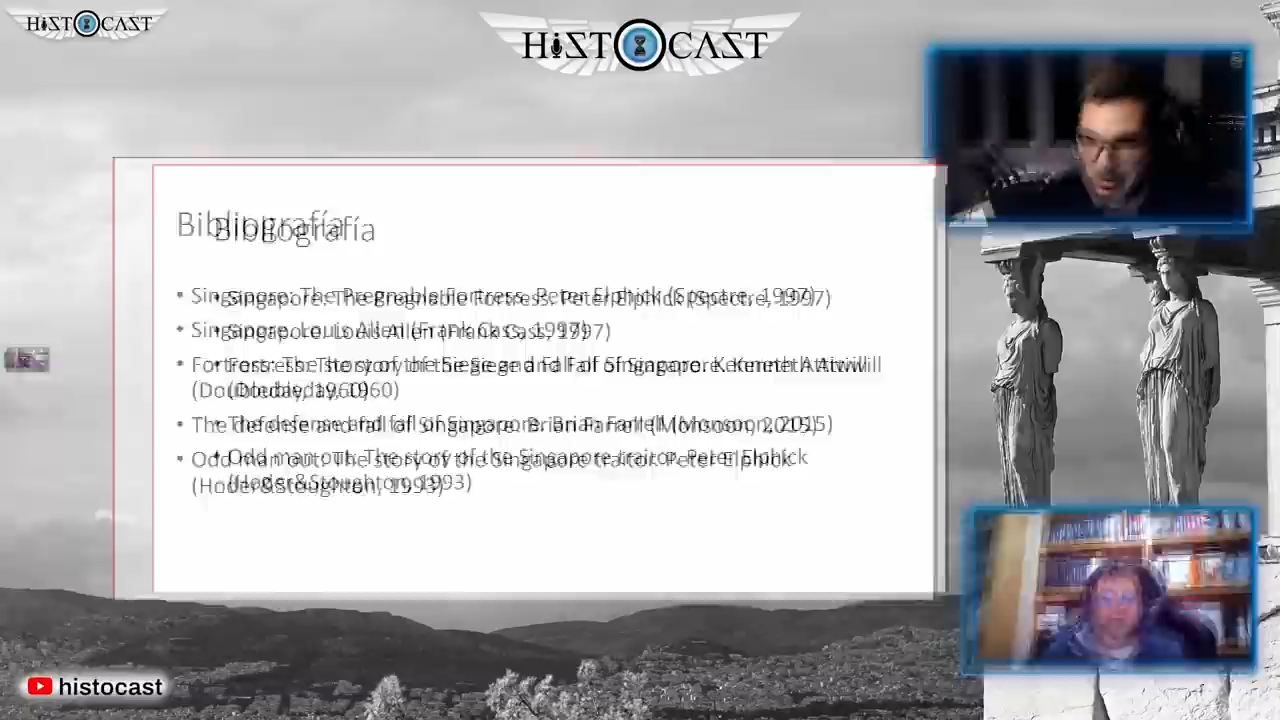 HISTOCAST
HISTOCAST
Bibliografía
• Singapore: The Pregnable Fortress. Peter Elphick (Spectre, 1997)
• Singapore. Louis Allen (Frank Cass, 1997)
• Fortress: The story of the Siege and Fall of Singapore. Kenneth Attiwill
(Doubleday, 1960)
• The defense and fall of Singapore. Brian Farrell (Monsoon, 2015)
• Odd man out: The story of the Singapore traitor. Peter Elphick
(Hoder&Stoughton, 1993)
histocast